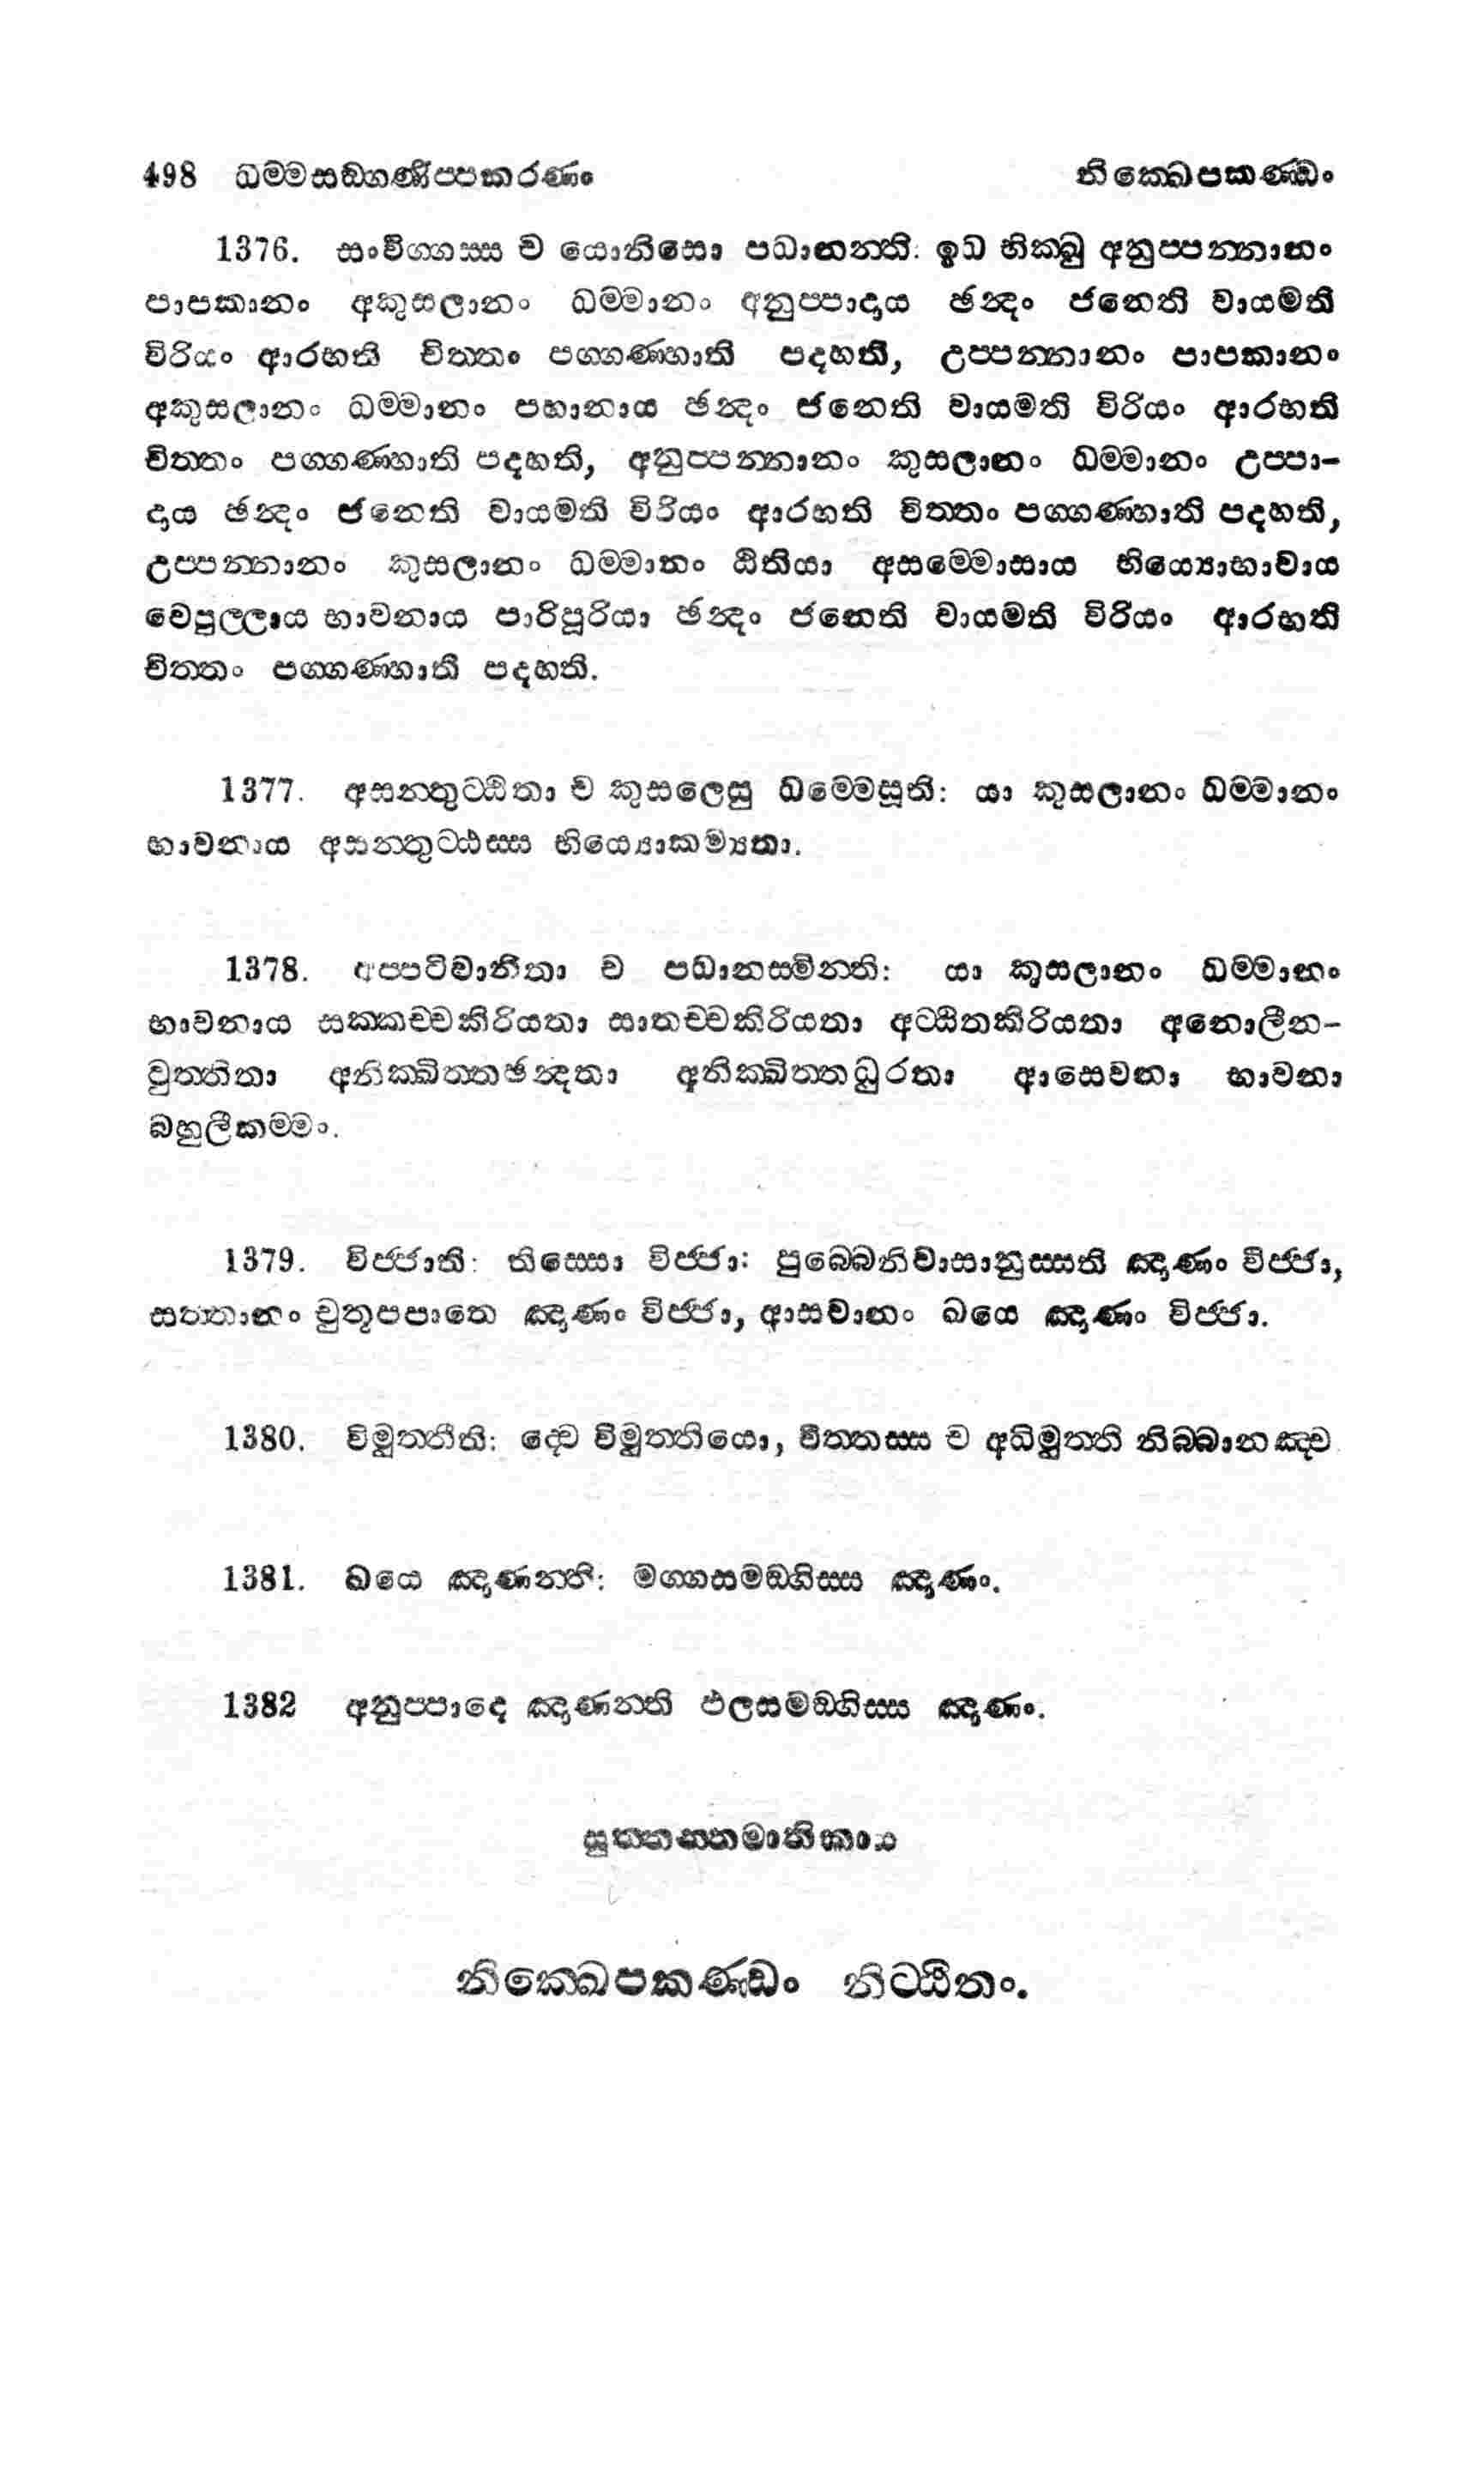 498 ධම්මසඞ්ගණිප්පකරණං නික්ඛෙපකණ්ඩං
1376. සංවිග්ගස්ස ච යොනිසො පධානන්ති: ඉධ භික්ඛු අනුප්පන්නානං
පාපකානං අකුසලානං ධම්මානං අනුප්පාදාය ඡන්දං ජනෙති වායමති
විරියං ආරභති චිත්තං පග්ගණ්හාති පදහති, උප්පන්නානං පාපකානං
අකුසලානං ධම්මානං පහානාය ඡන්දං ජනෙති වායමති විරියං ආරභති
චිත්තං පග්ගණ්හාති පදහති, අනුප්පන්නානං කුසලානං ධම්මානං උප්පා-
දාය ඡන්දං ජනෙති වායමති විරියං ආරභති චිත්තං පග්ගණ්හාති පදහති,
උප්පන්නානං කුසලානං ධම්මානං ඨිතියා අසම්මොසාය භිය්‍යොභාවාය
වෙපුල්ලාය භාවනාය පාරිපූරියා ඡන්දං ජනෙති වායමති විරියං ආරභති
චිත්තං පග්ගණ්හාති පදහති.
1377. අසන්තුට්ඨිතා ච කුසලෙසු ධම්මෙසූති: යා කුසලානං ධම්මානං
භාවනාය අසන්තුට්ඨස්ස භිය්‍යොකම්‍යතා.
1378. අප්පටිවානිතා ච පධානස්මින්ති: යා කුසලානං ධම්මානං
භාවනාය සක්කච්චකිරියතා සාතච්චකිරියතා අට්ඨිතකිරියතා අනොලීන-
වුත්තිතා අනික්ඛිත්තඡන්දතා අනික්ඛිත්තධුරතා ආසෙවනා භාවනා
බහුලීකම්මං.
1379. විජ්ජාති: තිස්සො විජ්ජා: පුබ්බෙනිවාසානුස්සති ඤාණං විජ්ජා,
සත්තානං චුතූපපාතෙ ඤාණං විජ්ජා, ආසවානං ඛයෙ ඤාණං විජ්ජා.
1380. විමුත්තීති: ද්වෙ විමුත්තියො, චිත්තස්ස ච අධිමුත්ති නිබ්බානඤ්ච
1381. ඛයෙ ඤාණන්ති: මග්ගසමඞ්ගිස්ස ඤාණං.
1382 අනුප්පාදෙ ඤාණන්ති ඵලසමඞ්ගිස්ස ඤාණං.
සුත්තන්තමාතිකාය
නික්ඛෙපකණ්ඩං නිට්ඨිතං.